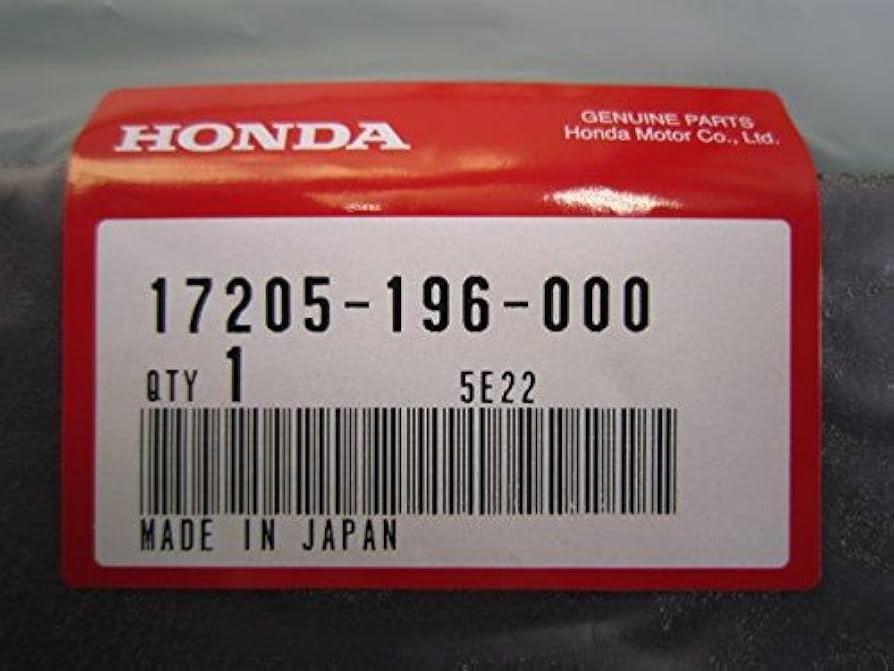 HONDA
GENUINE PARTS
Honda Motor Co., Ltd.
17205-196-000
QTY 1 5E22
MADE IN JAPAN